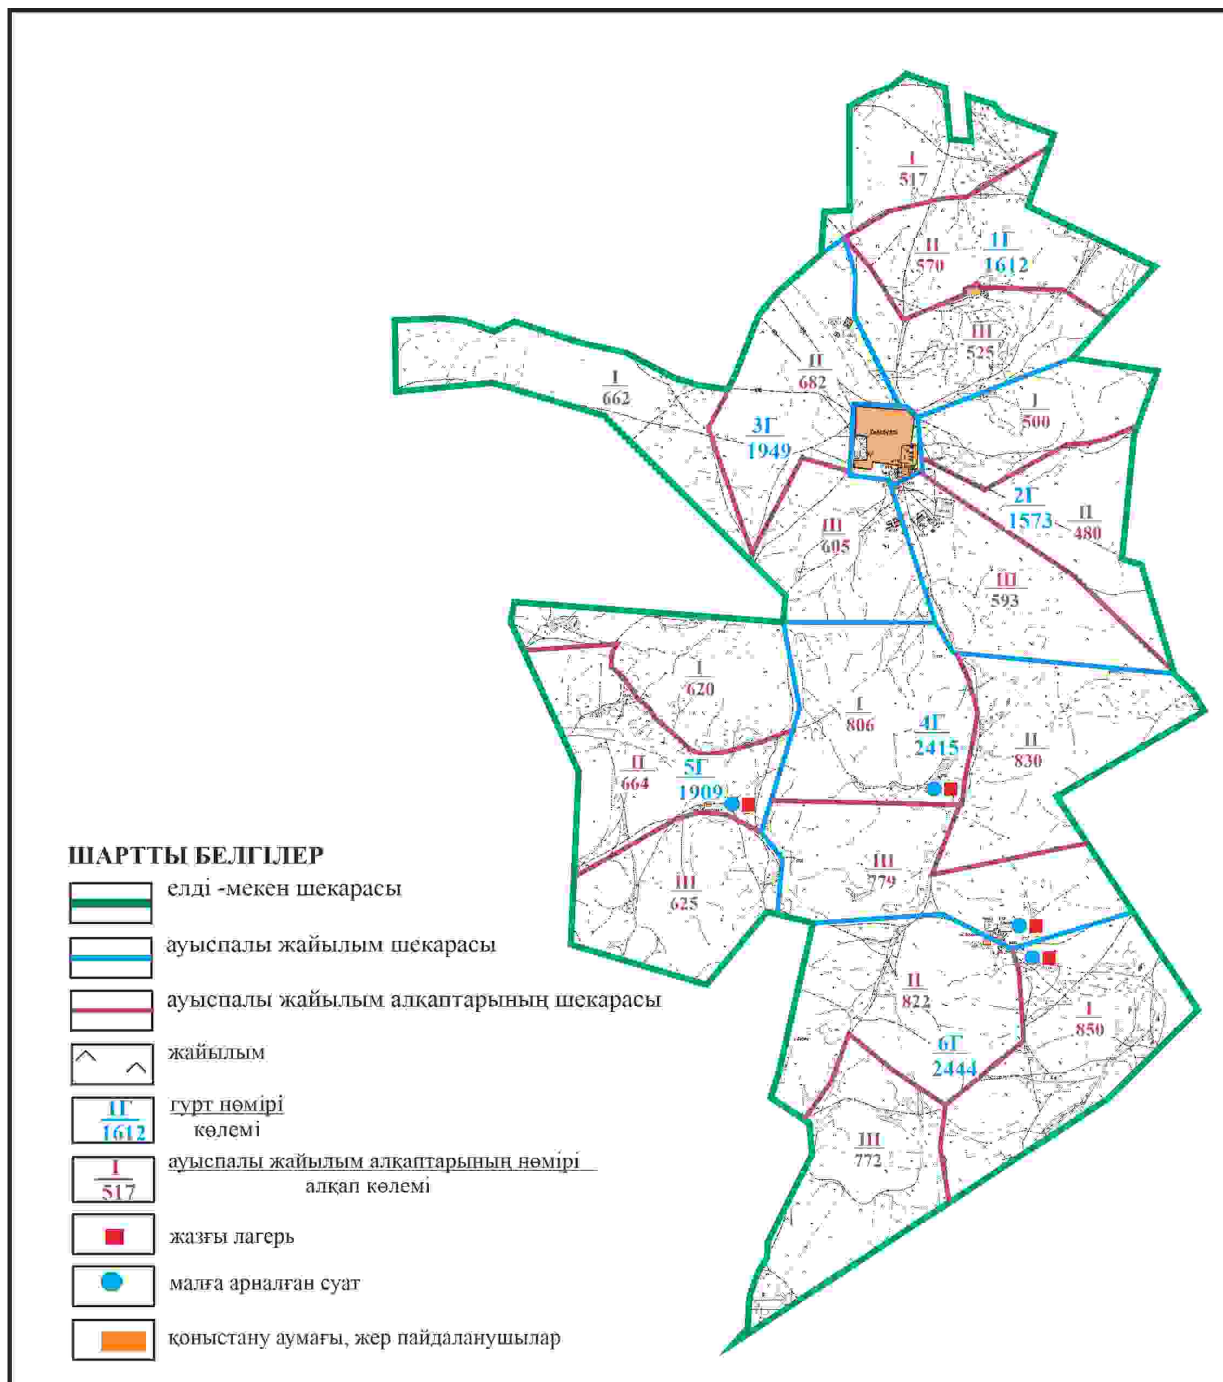 I
517
II
570
1Г
1612
III
525
II
682
I
662
I
500
3Г
1949
2Г
1573
II
480
III
605
III
593
I
620
I
806
4Г
2415
II
830
II
664
5Г
1909
ШАРТТЫ БЕЛГІЛЕР
елді -мекен шекарасы
III
779
III
625
ауыспалы жайылым шекарасы
ауыспалы жайылым алқаптарының шекарасы
II
822
I
850
жайылым
6Г
2444
1Г
1612
гурт нөмірі
көлемі
III
772
I
517
ауыспалы жайылым алқаптарының нөмірі
алқап көлемі
жазғы лагерь
малға арналған суат
қоныстану аумағы, жер пайдаланушылар